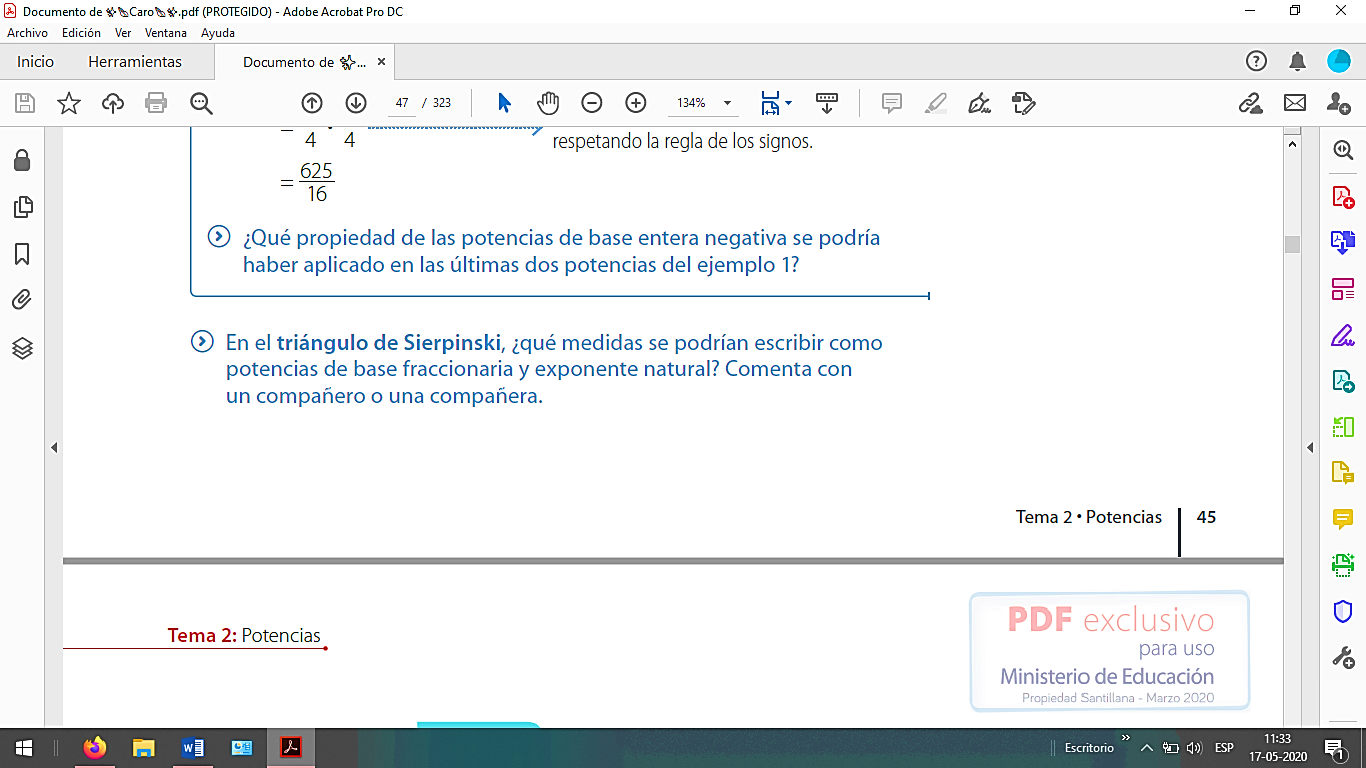 Documento de Caro.pdf (PROTEGIDO) - Adobe Acrobat Pro DC
Archivo Edición Ver Ventana Ayuda
Inicio Herramientas Documento de ...
47 / 323 134%
= 4 · 4
respetando la regla de los signos.
= 625
16
¿Qué propiedad de las potencias de base entera negativa se podría
haber aplicado en las últimas dos potencias del ejemplo 1?
En el triángulo de Sierpinski, ¿qué medidas se podrían escribir como
potencias de base fraccionaria y exponente natural? Comenta con
un compañero o una compañera.
Tema 2 • Potencias 45
Tema 2: Potencias
PDF exclusivo
para uso
Ministerio de Educación
Propiedad Santillana - Marzo 2020
Escritorio ESP 11:33
17-05-2020
1